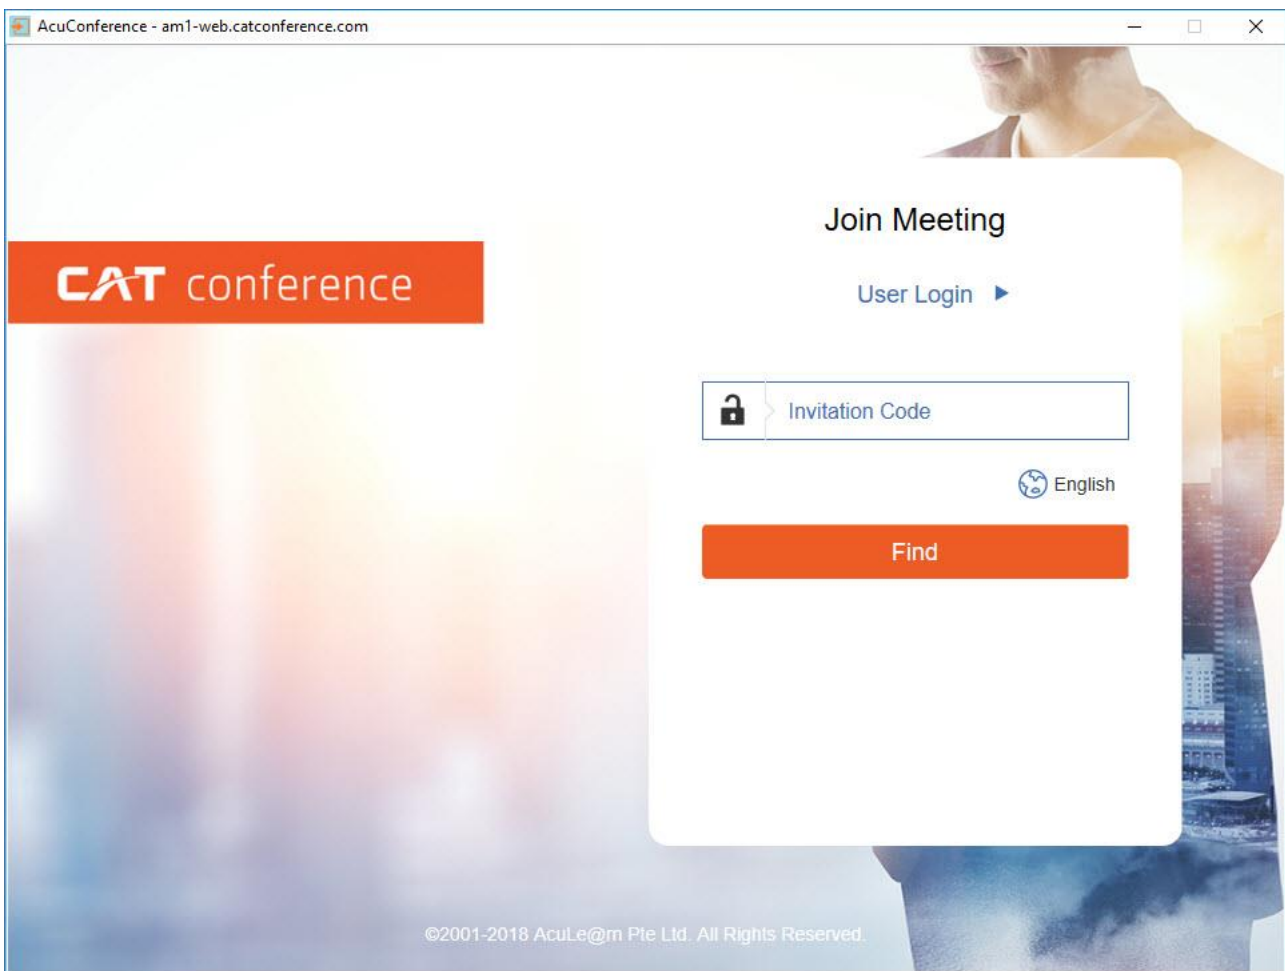 AcuConference - am1-web.catconference.com
CAT conference
Join Meeting
User Login
Invitation Code
English
Find
©2001-2018 AcuLe@rn Pte Ltd. All Rights Reserved.